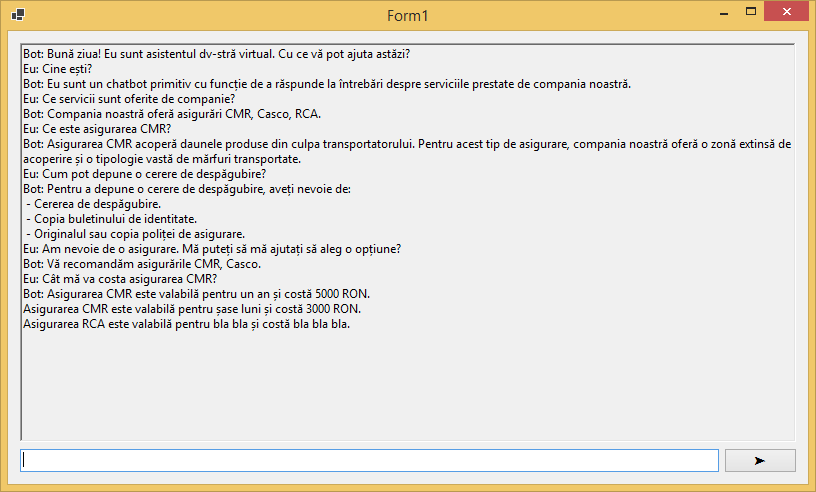 Form1
Bot: Bună ziua! Eu sunt asistentul dv-stră virtual. Cu ce vă pot ajuta astăzi?
Eu: Cine ești?
Bot: Eu sunt un chatbot primitiv cu funcție de a răspunde la întrebări despre serviciile prestate de compania noastră.
Eu: Ce servicii sunt oferite de companie?
Bot: Compania noastră oferă asigurări CMR, Casco, RCA.
Eu: Ce este asigurarea CMR?
Bot: Asigurarea CMR acoperă daunele produse din culpa transportatorului. Pentru acest tip de asigurare, compania noastră oferă o zonă extinsă de
acoperire și o tipologie vastă de mărfuri transportate.
Eu: Cum pot depune o cerere de despăgubire?
Bot: Pentru a depune o cerere de despăgubire, aveți nevoie de:
- Cererea de despăgubire.
- Copia buletinului de identitate.
- Originalul sau copia poliței de asigurare.
Eu: Am nevoie de o asigurare. Mă puteți să mă ajutați să aleg o opțiune?
Bot: Vă recomandăm asigurările CMR, Casco.
Eu: Cât mă va costa asigurarea CMR?
Bot: Asigurarea CMR este valabilă pentru un an și costă 5000 RON.
Asigurarea CMR este valabilă pentru șase luni și costă 3000 RON.
Asigurarea RCA este valabilă pentru bla bla și costă bla bla bla.